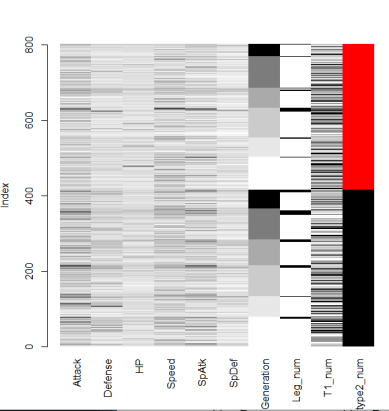 800
600
400
200
0
Index
Attack
Defense
HP
Speed
SpAtk
SpDef
Generation
Leg_num
T1_num
type2_num